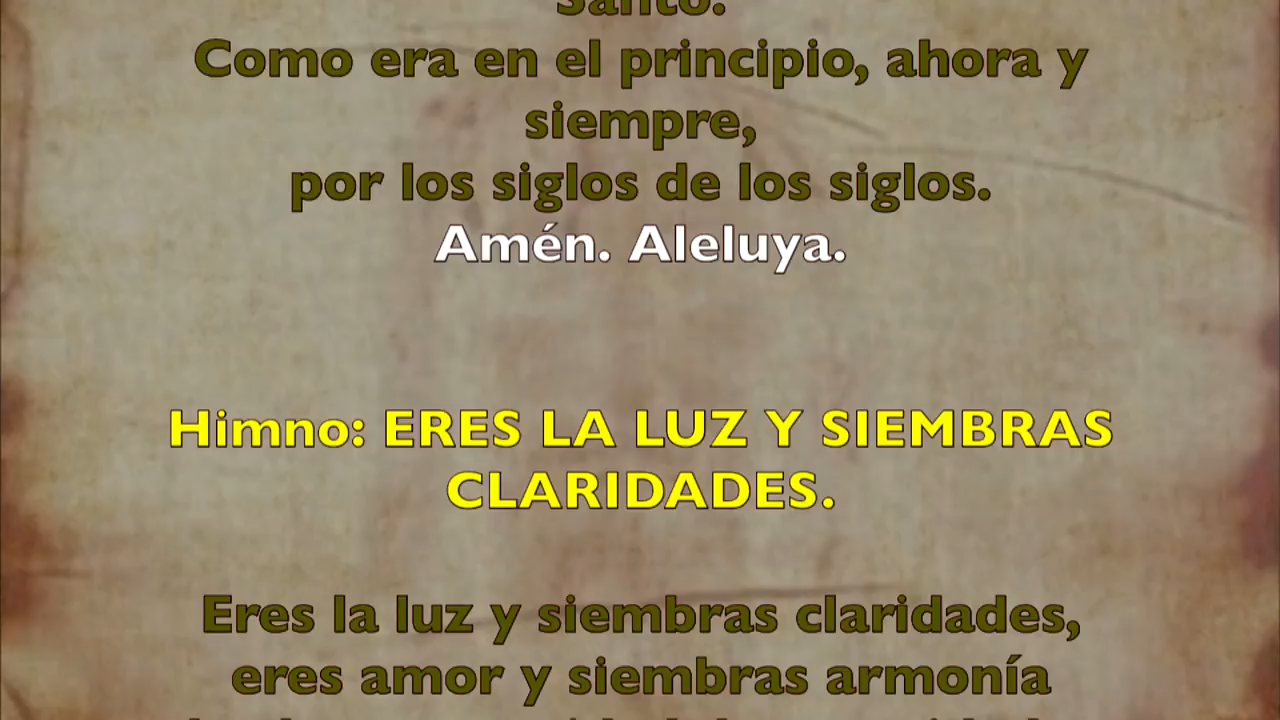 Santo.
Como era en el principio, ahora y
siempre,
por los siglos de los siglos.
Amén. Aleluya.
Himno: ERES LA LUZ Y SIEMBRAS
CLARIDADES.
Eres la luz y siembras claridades,
eres amor y siembras armonía